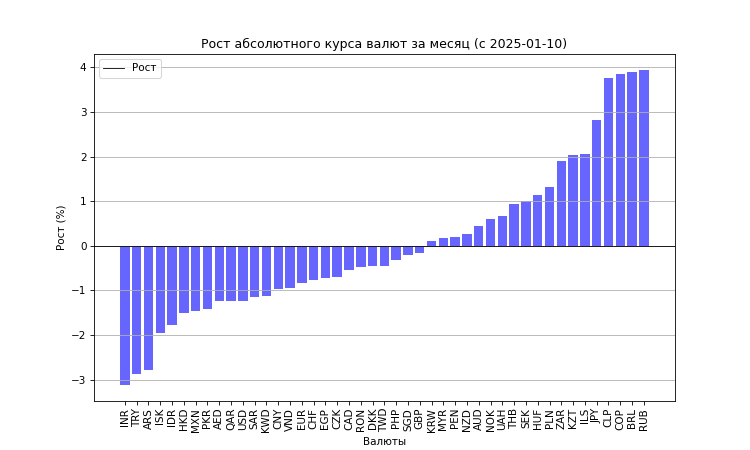 Рост абсолютного курса валют за месяц (с 2025-01-10)
Рост
4
3
2
1
0
−1
−2
−3
Рост (%)
INR TRY ARS ISK IDR HKD MXN PKR AED QAR USD SAR KWD CNY VND EUR CHF EGP CZK CAD RON DKK TWD PHP SGD GBP KRW MYR PEN NZD AUD NOK UAH THB SEK HUF PLN ZAR KZT ILS JPY CLP COP BRL RUB
Валюты